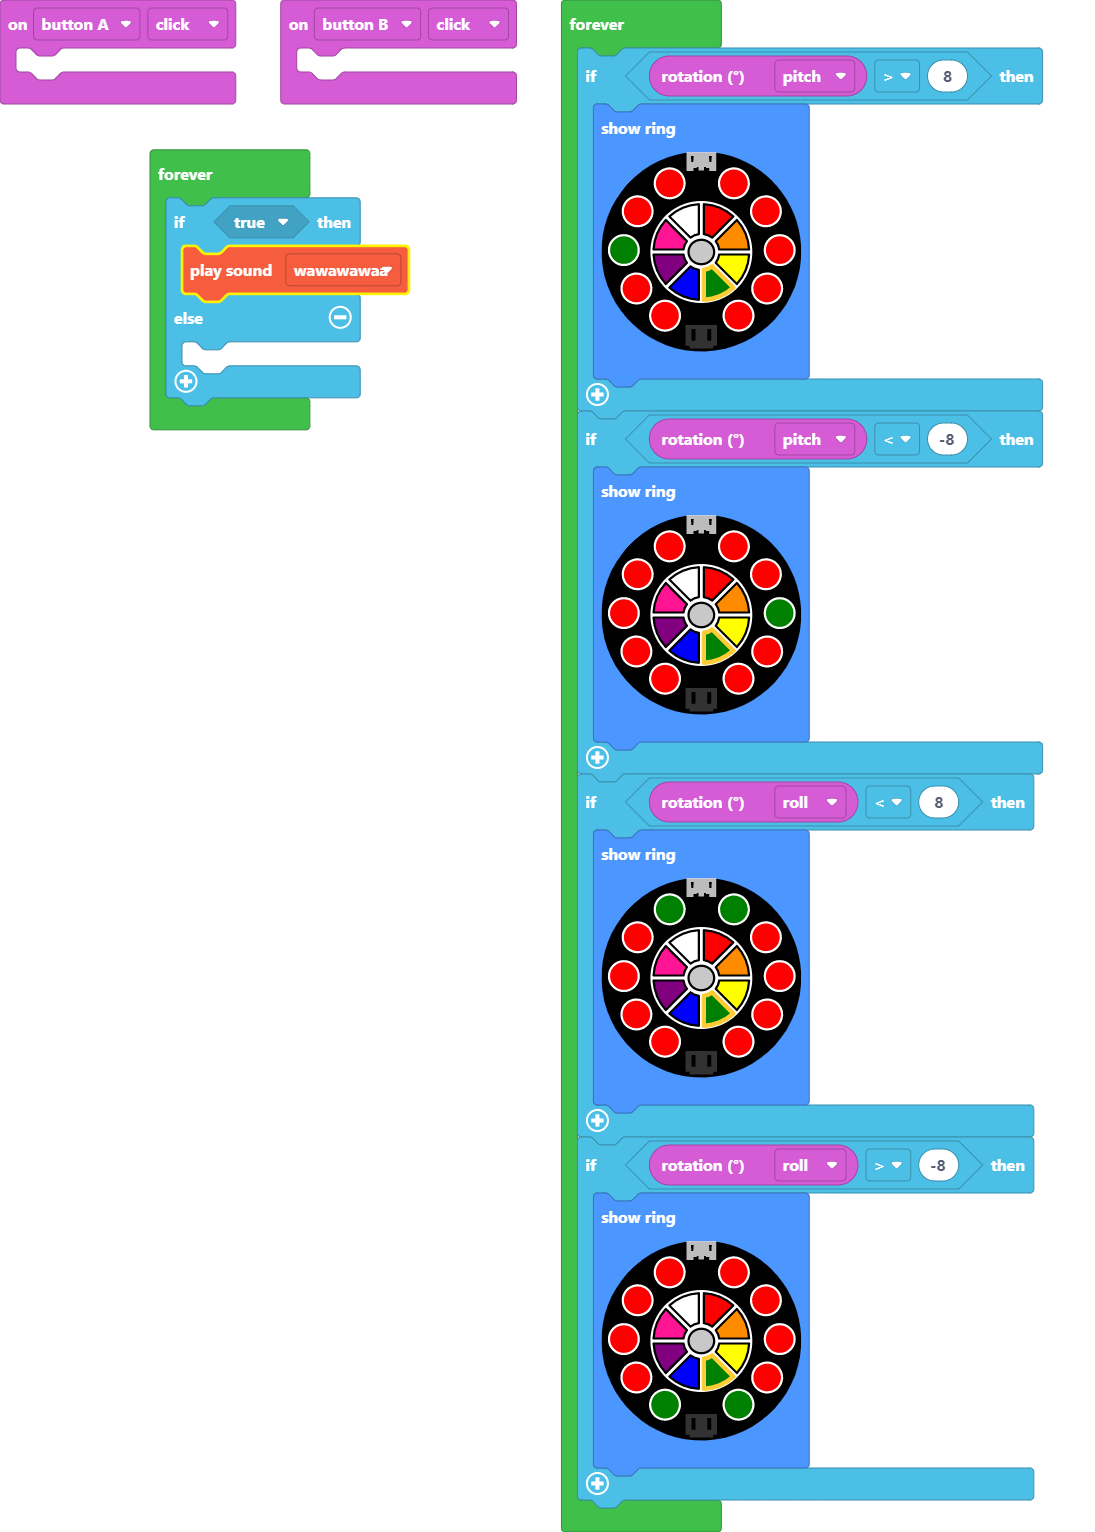 on button A click
on button B click
forever
if true then
play sound wawawawaa
else
forever
if rotation (°) pitch > 8 then
show ring
if rotation (°) pitch < -8 then
show ring
if rotation (°) roll < 8 then
show ring
if rotation (°) roll > -8 then
show ring